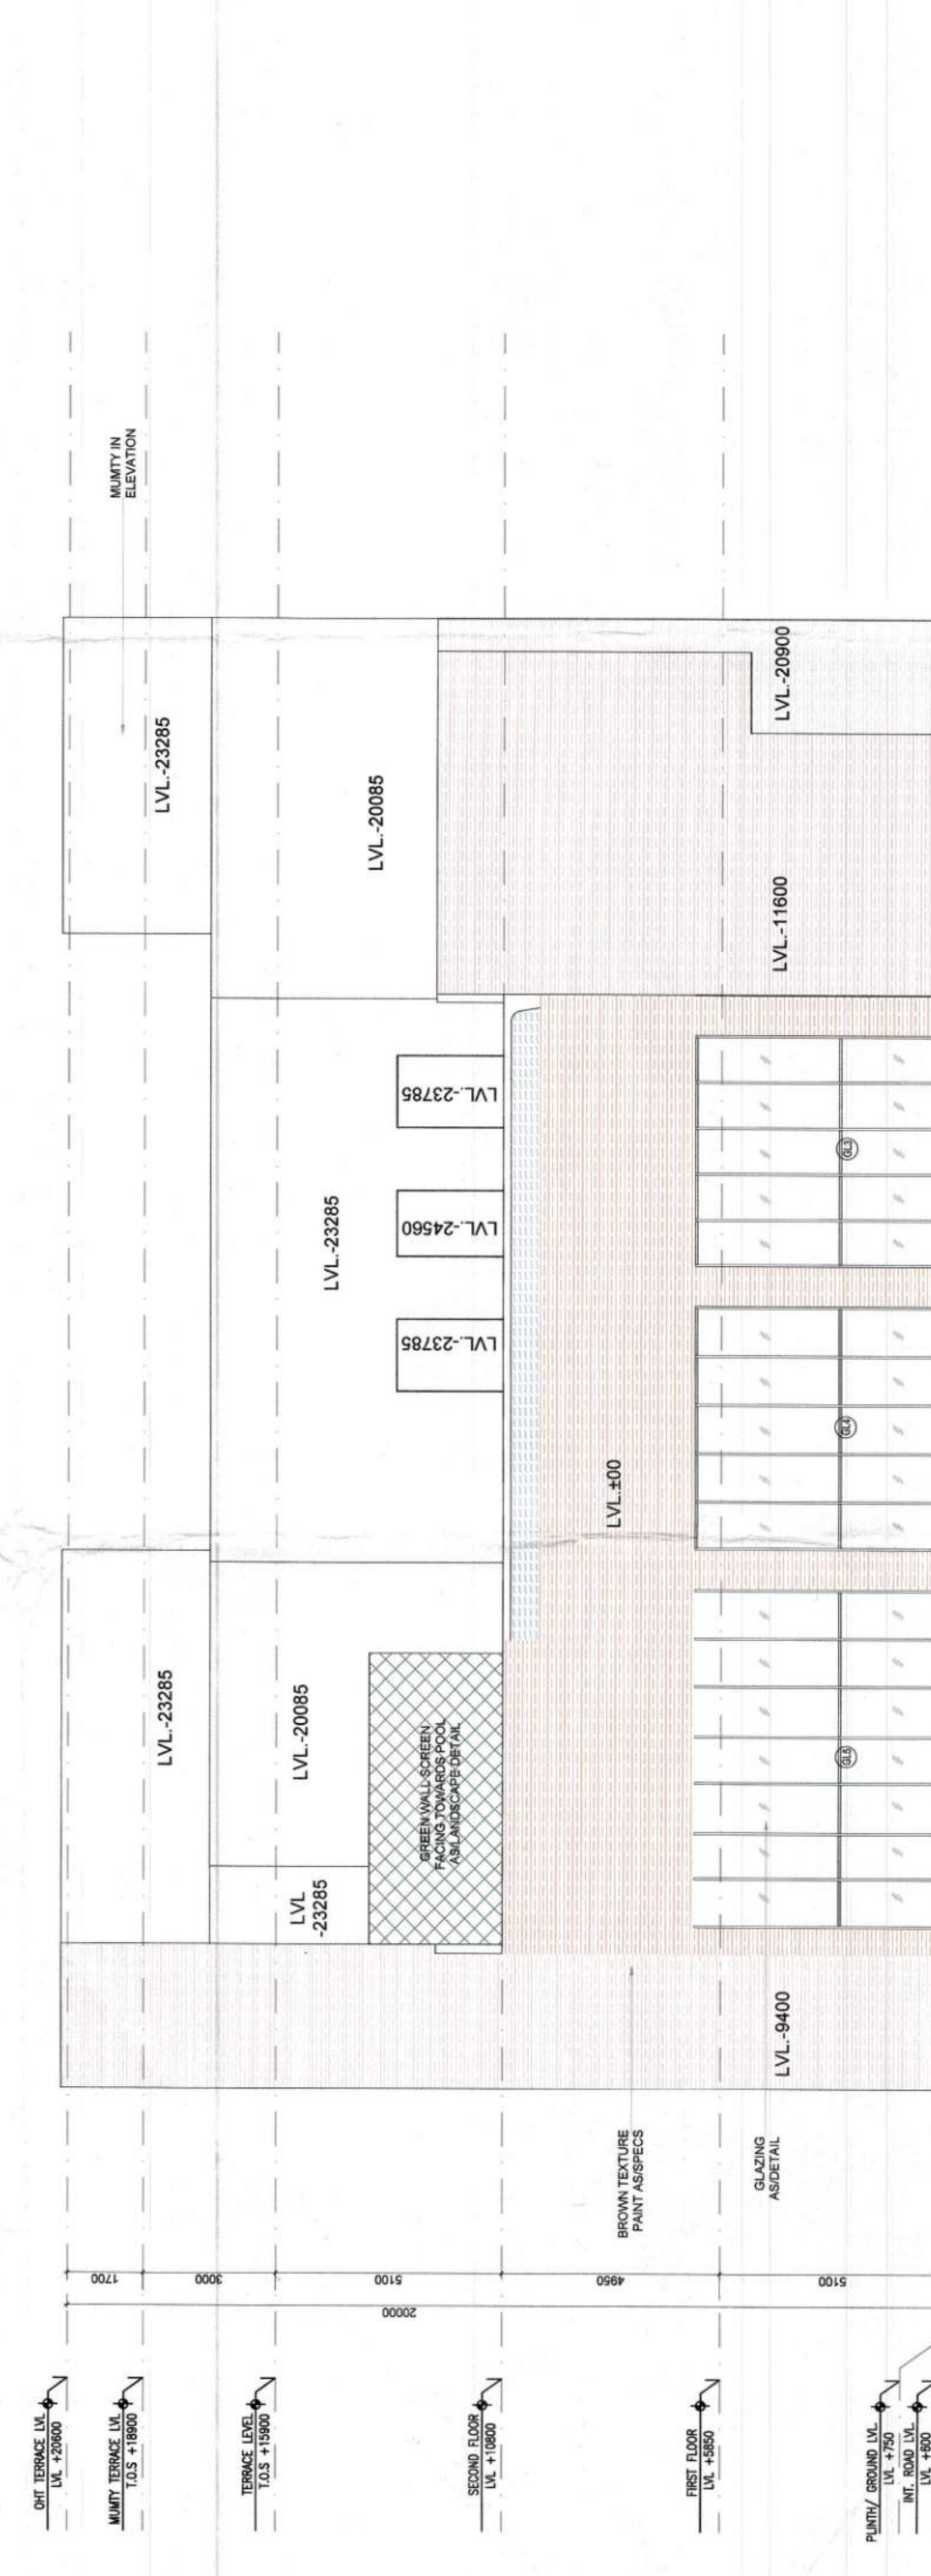 OHT TERRACE LVL
LVL +20600
MUMTY TERRACE LVL
T.O.S +18900
TERRACE LEVEL
T.O.S +15900
SECOND FLOOR
LVL +10800
FIRST FLOOR
LVL +5850
PLINTH/ GROUND LVL.
LVL +750
INT. ROAD LVL.
LVL +600
1700
3000
5100
4950
5100
20000
BROWN TEXTURE
PAINT AS/SPECS
GLAZING
AS/DETAIL
LVL.-9400
LVL.-23285
LVL
-23285
LVL.-20085
GREEN WALL SCREEN
FACING TOWARDS POOL
AS/LANDSCAPE DETAIL
LVL.±00
GL5
GL4
GL3
LVL.-23285
LVL.-23785
LVL.-24560
LVL.-23785
LVL.-20085
LVL.-23285
LVL.-11600
LVL.-20900
MUMTY IN
ELEVATION